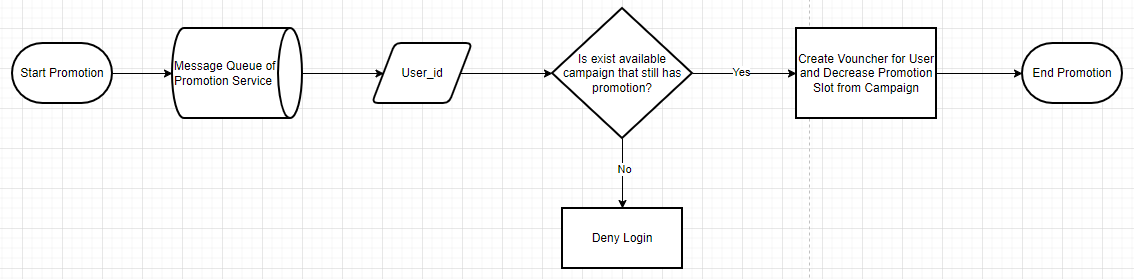 Start Promotion
Message Queue of
Promotion Service
User_id
Is exist available
campaign that still has
promotion?
Yes
Create Vouncher for User
and Decrease Promotion
Slot from Campaign
End Promotion
No
Deny Login